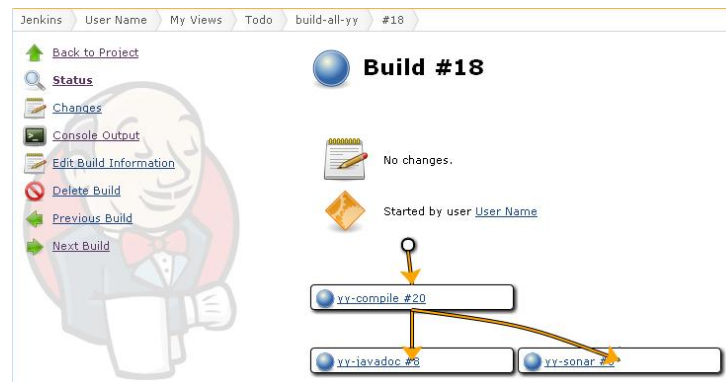 Jenkins User Name My Views Todo build-all-yy #18
Back to Project
Status
Changes
Console Output
Edit Build Information
Delete Build
Previous Build
Next Build
Build #18
No changes.
Started by user User Name
yy-compile #20
yy-javadoc #8
yy-sonar